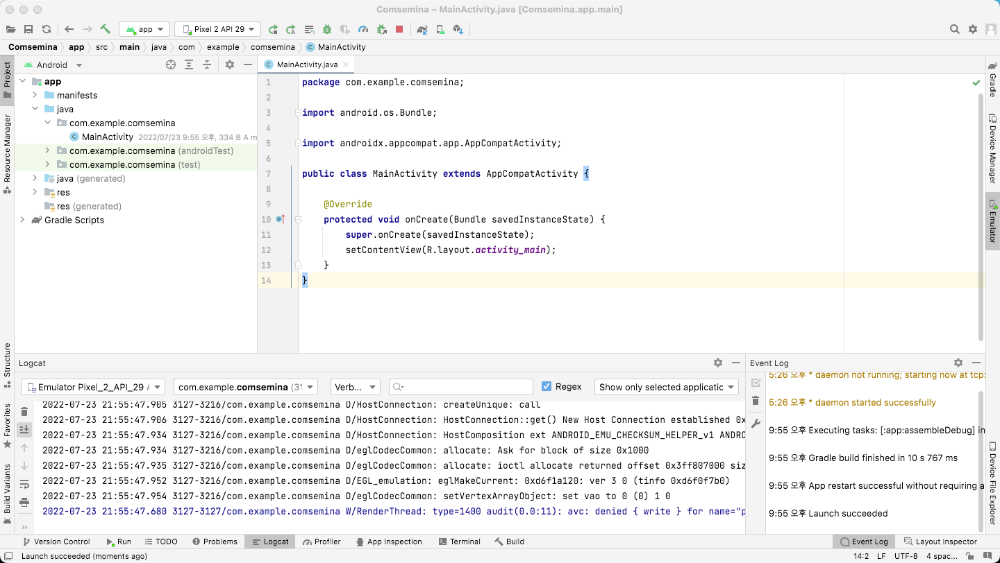 Comsemina – MainActivity.java [Comsemina.app.main]
app
Pixel 2 API 29
Comsemina
app
src
main
java
com
example
comsemina
MainActivity
Project
Resource Manager
Structure
Favorites
Build Variants
Android
app
manifests
java
com.example.comsemina
MainActivity 2022/07/23 9:55 오후, 334 B A m
com.example.comsemina (androidTest)
com.example.comsemina (test)
java (generated)
res
res (generated)
Gradle Scripts
MainActivity.java
1 package com.example.comsemina;
2
3 import android.os.Bundle;
4
5 import androidx.appcompat.app.AppCompatActivity;
6
7 public class MainActivity extends AppCompatActivity {
8
9 @Override
10 protected void onCreate(Bundle savedInstanceState) {
11 super.onCreate(savedInstanceState);
12 setContentView(R.layout.activity_main);
13 }
14 }
Gradle
Device Manager
Emulator
Device File Explorer
Logcat
Emulator Pixel_2_API_29
com.example.comsemina (31
Verb...
Regex
Show only selected applicatic
2022-07-23 21:55:47.905 3127-3216/com.example.comsemina D/HostConnection: createUnique: call
2022-07-23 21:55:47.906 3127-3216/com.example.comsemina D/HostConnection: HostConnection::get() New Host Connection established 0x
2022-07-23 21:55:47.934 3127-3216/com.example.comsemina D/HostConnection: HostComposition ext ANDROID_EMU_CHECKSUM_HELPER_v1 ANDRO
2022-07-23 21:55:47.934 3127-3216/com.example.comsemina D/eglCodecCommon: allocate: Ask for block of size 0x1000
2022-07-23 21:55:47.935 3127-3216/com.example.comsemina D/eglCodecCommon: allocate: ioctl allocate returned offset 0x3ff807000 siz
2022-07-23 21:55:47.952 3127-3216/com.example.comsemina D/EGL_emulation: eglMakeCurrent: 0xd6f1a120: ver 3 0 (tinfo 0xd6f0f7b0)
2022-07-23 21:55:47.954 3127-3216/com.example.comsemina D/eglCodecCommon: setVertexArrayObject: set vao to 0 (0) 1 0
2022-07-23 21:55:47.680 3127-3127/com.example.comsemina W/RenderThread: type=1400 audit(0.0:11): avc: denied { write } for name="p
Event Log
5:26 오후 * daemon not running; starting now at tcp:
5:26 오후 * daemon started successfully
9:55 오후 Executing tasks: [:app:assembleDebug] in
9:55 오후 Gradle build finished in 10 s 767 ms
9:55 오후 App restart successful without requiring a
9:55 오후 Launch succeeded
Version Control
Run
TODO
Problems
Logcat
Profiler
App Inspection
Terminal
Build
Event Log
Layout Inspector
Launch succeeded (moments ago)
14:2 LF UTF-8 4 spac...